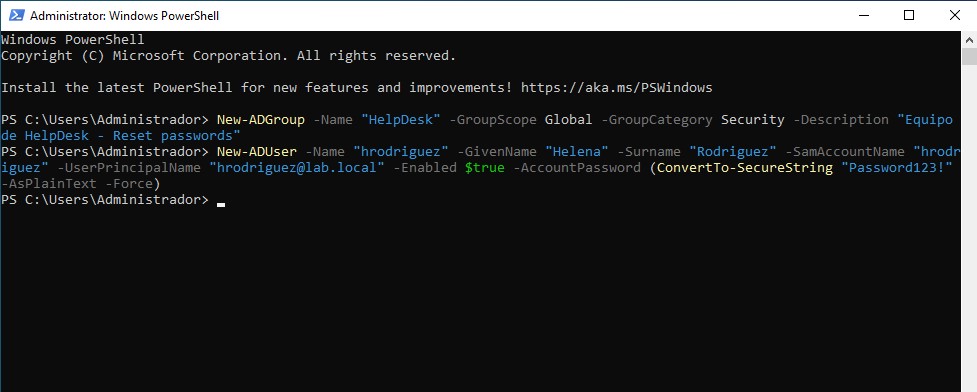 Administrator: Windows PowerShell
Windows PowerShell
Copyright (C) Microsoft Corporation. All rights reserved.
Install the latest PowerShell for new features and improvements! https://aka.ms/PSWindows
PS C:\Users\Administrador> New-ADGroup -Name "HelpDesk" -GroupScope Global -GroupCategory Security -Description "Equipo
de HelpDesk - Reset passwords"
PS C:\Users\Administrador> New-ADUser -Name "hrodriguez" -GivenName "Helena" -Surname "Rodriguez" -SamAccountName "hrodr
iguez" -UserPrincipalName "hrodriguez@lab.local" -Enabled $true -AccountPassword (ConvertTo-SecureString "Password123!"
-AsPlainText -Force)
PS C:\Users\Administrador>